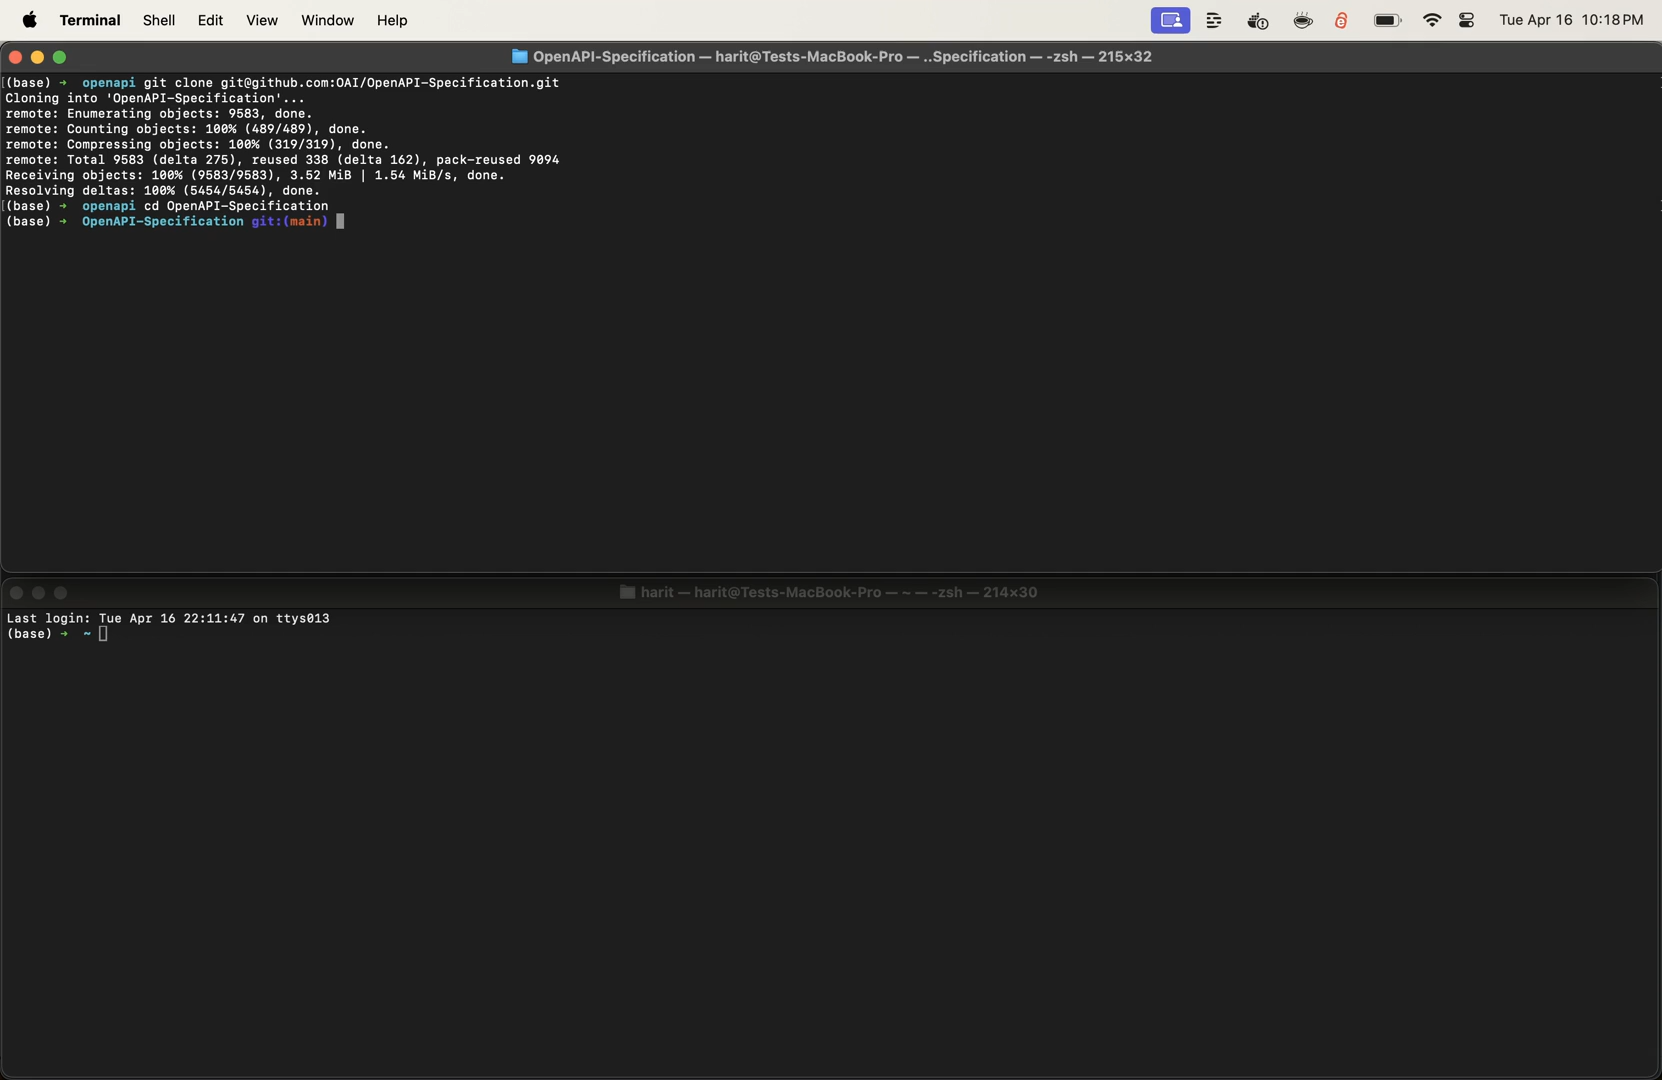 Terminal Shell Edit View Window Help Tue Apr 16 10:18 PM
OpenAPI-Specification — harit@Tests-MacBook-Pro — ..Specification — -zsh — 215×32
[(base) → openapi git clone git@github.com:OAI/OpenAPI-Specification.git
Cloning into 'OpenAPI-Specification'...
remote: Enumerating objects: 9583, done.
remote: Counting objects: 100% (489/489), done.
remote: Compressing objects: 100% (319/319), done.
remote: Total 9583 (delta 275), reused 338 (delta 162), pack-reused 9094
Receiving objects: 100% (9583/9583), 3.52 MiB | 1.54 MiB/s, done.
Resolving deltas: 100% (5454/5454), done.
[(base) → openapi cd OpenAPI-Specification
(base) → OpenAPI-Specification git:(main)
harit — harit@Tests-MacBook-Pro — ~ — -zsh — 214×30
Last login: Tue Apr 16 22:11:47 on ttys013
(base) → ~